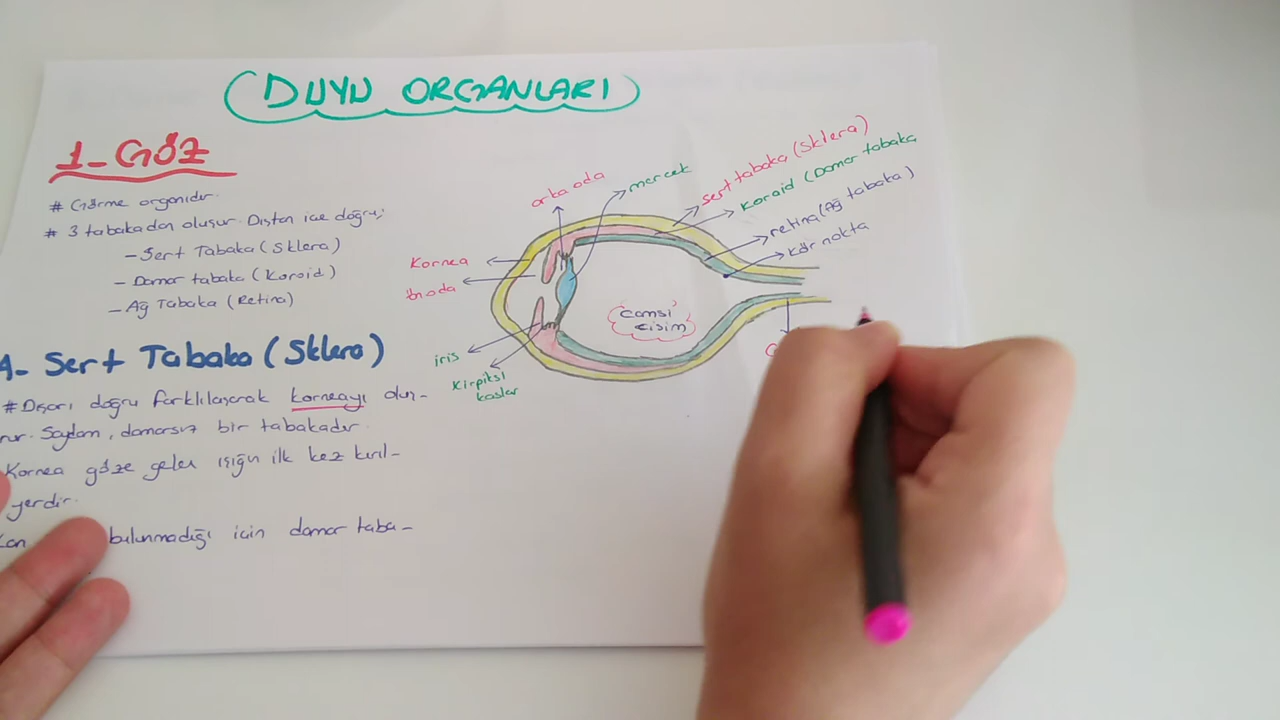 (DUYU ORGANLARI)
1- GÖZ
# Görme organıdır.
# 3 tabakadan oluşur. Dıştan içe doğru;
- Sert Tabaka (Sklera)
- Damar tabaka (Koroid)
- Ağ Tabaka (Retina)
A- Sert Tabaka (Sklera)
# Dışarı doğru farklılaşarak korneayı oluş-
rur. Saydam, damarsız bir tabakadır.
Kornea göze gelen ışığın ilk kez kırıl-
yerdir.
Kan bulunmadığı için damar taba-
arka oda
mercek
sert tabaka (Sklera)
Koroid (Damar tabaka
retina (Ağ tabaka)
kör nokta
Kornea
ön oda
iris
Kirpiksi
kaslar
camsı
cisim